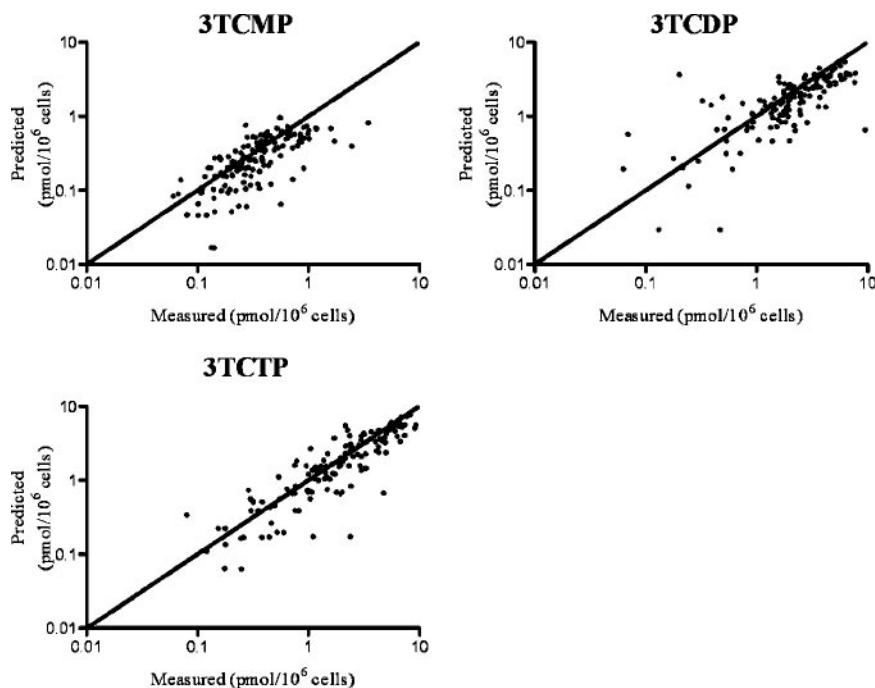 3TCMP
10
1
0.1
0.01
0.01 0.1 1 10
Predicted
(pmol/10⁶ cells)
Measured (pmol/10⁶ cells)
3TCDP
10
1
0.1
0.01
0.01 0.1 1 10
Predicted
(pmol/10⁶ cells)
Measured (pmol/10⁶ cells)
3TCTP
10
1
0.1
0.01
0.01 0.1 1 10
Predicted
(pmol/10⁶ cells)
Measured (pmol/10⁶ cells)